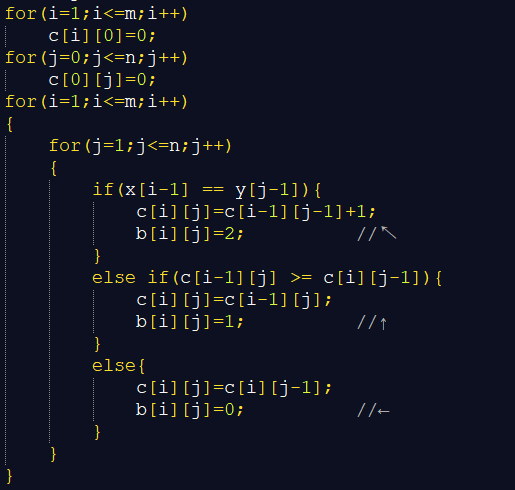 for(i=1;i<=m;i++)
    c[i][0]=0;
for(j=0;j<=n;j++)
    c[0][j]=0;
for(i=1;i<=m;i++)
{
    for(j=1;j<=n;j++)
    {
        if(x[i-1] == y[j-1]){
            c[i][j]=c[i-1][j-1]+1;
            b[i][j]=2;          //↖
        }
        else if(c[i-1][j] >= c[i][j-1]){
            c[i][j]=c[i-1][j];
            b[i][j]=1;          //↑
        }
        else{
            c[i][j]=c[i][j-1];
            b[i][j]=0;          //←
        }
    }
}